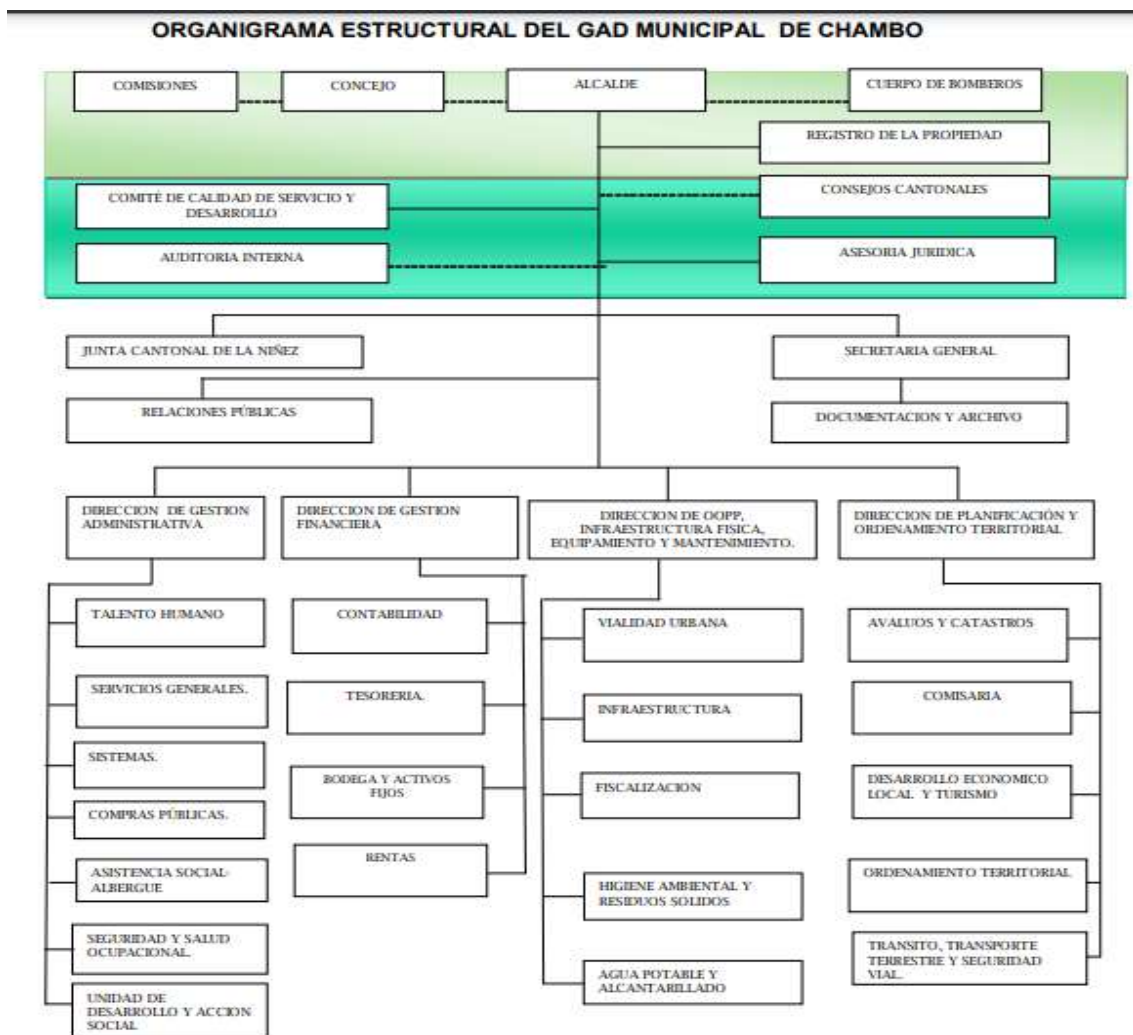 ORGANIGRAMA ESTRUCTURAL DEL GAD MUNICIPAL DE CHAMBO
COMISIONES
CONCEJO
ALCALDE
CUERPO DE BOMBEROS
REGISTRO DE LA PROPIEDAD
COMITÉ DE CALIDAD DE SERVICIO Y
DESARROLLO
CONSEJOS CANTONALES
AUDITORIA INTERNA
ASESORIA JURIDICA
JUNTA CANTONAL DE LA NIÑEZ
SECRETARIA GENERAL
RELACIONES PÚBLICAS
DOCUMENTACION Y ARCHIVO
DIRECCION DE GESTION
ADMINISTRATIVA
DIRECCION DE GESTION
FINANCIERA
DIRECCION DE OOPP,
INFRAESTRUCTURA FISICA,
EQUIPAMIENTO Y MANTENIMIENTO.
DIRECCION DE PLANIFICACIÓN Y
ORDENAMIENTO TERRITORIAL
TALENTO HUMANO
SERVICIOS GENERALES.
SISTEMAS.
COMPRAS PÚBLICAS.
ASISTENCIA SOCIAL-
ALBERGUE
SEGURIDAD Y SALUD
OCUPACIONAL.
UNIDAD DE
DESARROLLO Y ACCION
SOCIAL
CONTABILIDAD
TESORERIA.
BODEGA Y ACTIVOS
FIJOS
RENTAS
VIALIDAD URBANA
INFRAESTRUCTURA
FISCALIZACION
HIGIENE AMBIENTAL Y
RESIDUOS SOLIDOS
AGUA POTABLE Y
ALCANTARILLADO
AVALUOS Y CATASTROS
COMISARIA
DESARROLLO ECONOMICO
LOCAL Y TURISMO
ORDENAMIENTO TERRITORIAL
TRANSITO, TRANSPORTE
TERRESTRE Y SEGURIDAD
VIAL.